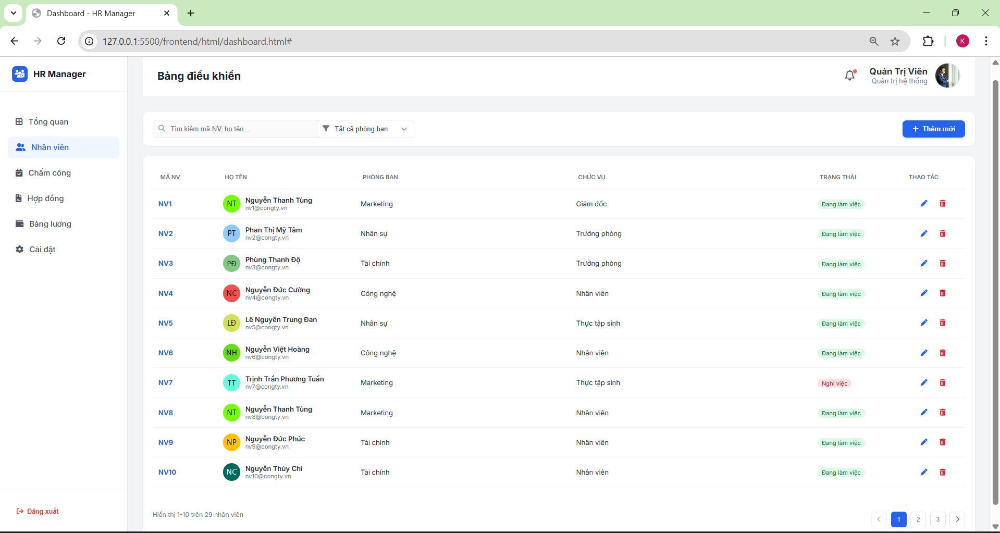 Dashboard - HR Manager
127.0.0.1:5500/frontend/html/dashboard.html#
K
HR Manager
Bảng điều khiển
Quản Trị Viên
Quản trị hệ thống
Tổng quan
Nhân viên
Chấm công
Hợp đồng
Bảng lương
Cài đặt
Đăng xuất
Tìm kiếm mã NV, họ tên...
Tất cả phòng ban
Thêm mới
MÃ NV HỌ TÊN PHÒNG BAN CHỨC VỤ TRẠNG THÁI THAO TÁC
NV1 NT Nguyễn Thanh Tùng Marketing Giám đốc Đang làm việc
nv1@congty.vn
NV2 PT Phan Thị Mỹ Tâm Nhân sự Trưởng phòng Đang làm việc
nv2@congty.vn
NV3 PĐ Phùng Thanh Độ Tài chính Trưởng phòng Đang làm việc
nv3@congty.vn
NV4 NC Nguyễn Đức Cường Công nghệ Nhân viên Đang làm việc
nv4@congty.vn
NV5 LĐ Lê Nguyễn Trung Đan Nhân sự Thực tập sinh Đang làm việc
nv5@congty.vn
NV6 NH Nguyễn Việt Hoàng Công nghệ Nhân viên Đang làm việc
nv6@congty.vn
NV7 TT Trịnh Trần Phương Tuấn Marketing Thực tập sinh Nghỉ việc
nv7@congty.vn
NV8 NT Nguyễn Thanh Tùng Marketing Nhân viên Đang làm việc
nv8@congty.vn
NV9 NP Nguyễn Đức Phúc Tài chính Nhân viên Đang làm việc
nv9@congty.vn
NV10 NC Nguyễn Thùy Chi Tài chính Nhân viên Đang làm việc
nv10@congty.vn
Hiển thị 1-10 trên 29 nhân viên
1 2 3